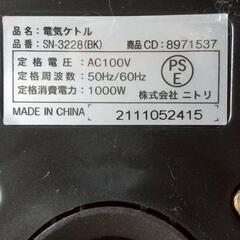 品名：電気ケトル
品番：SN-3228(BK) 商品CD：8971537
定格電圧：AC100V
定格周波数：50Hz/60Hz
定格消費電力：1000W
PSE
株式会社ニトリ
MADE IN CHINA
2111052415